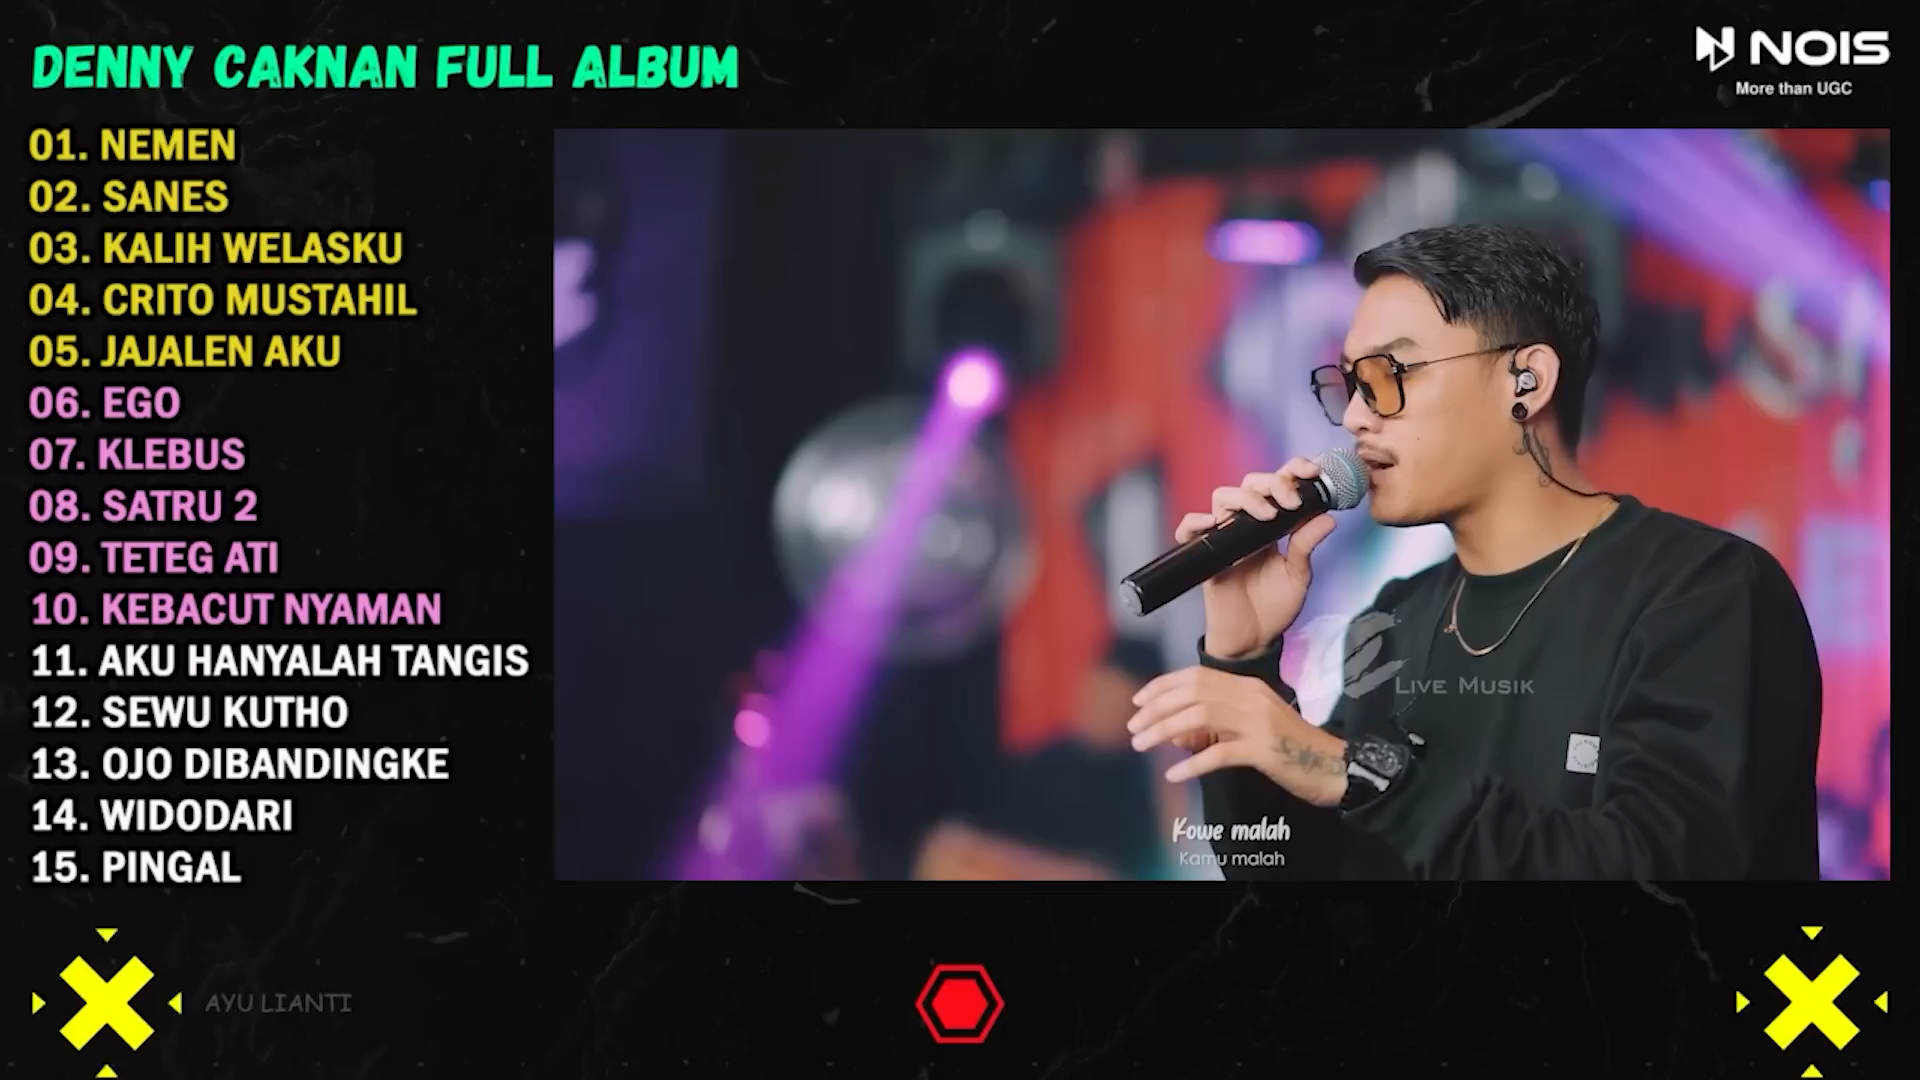 DENNY CAKNAN FULL ALBUM
NOIS
More than UGC
01. NEMEN
02. SANES
03. KALIH WELASKU
04. CRITO MUSTAHIL
05. JAJALEN AKU
06. EGO
07. KLEBUS
08. SATRU 2
09. TETEG ATI
10. KEBACUT NYAMAN
11. AKU HANYALAH TANGIS
12. SEWU KUTHO
13. OJO DIBANDINGKE
14. WIDODARI
15. PINGAL
LIVE MUSIK
Kowe malah
Kamu malah
AYU LIANTI